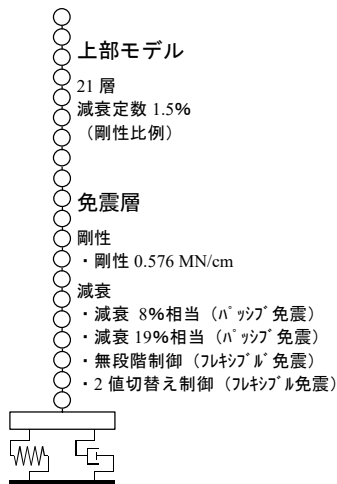 上部モデル
21 層
減衰定数 1.5%
（剛性比例）
免震層
剛性
・剛性 0.576 MN/cm
減衰
・減衰 8%相当（ﾊﾟｯｼﾌﾞ免震）
・減衰 19%相当（ﾊﾟｯｼﾌﾞ免震）
・無段階制御（ﾌﾚｷｼﾌﾞﾙﾞ免震）
・2 値切替え制御（ﾌﾚｷｼﾌﾞﾙ免震）